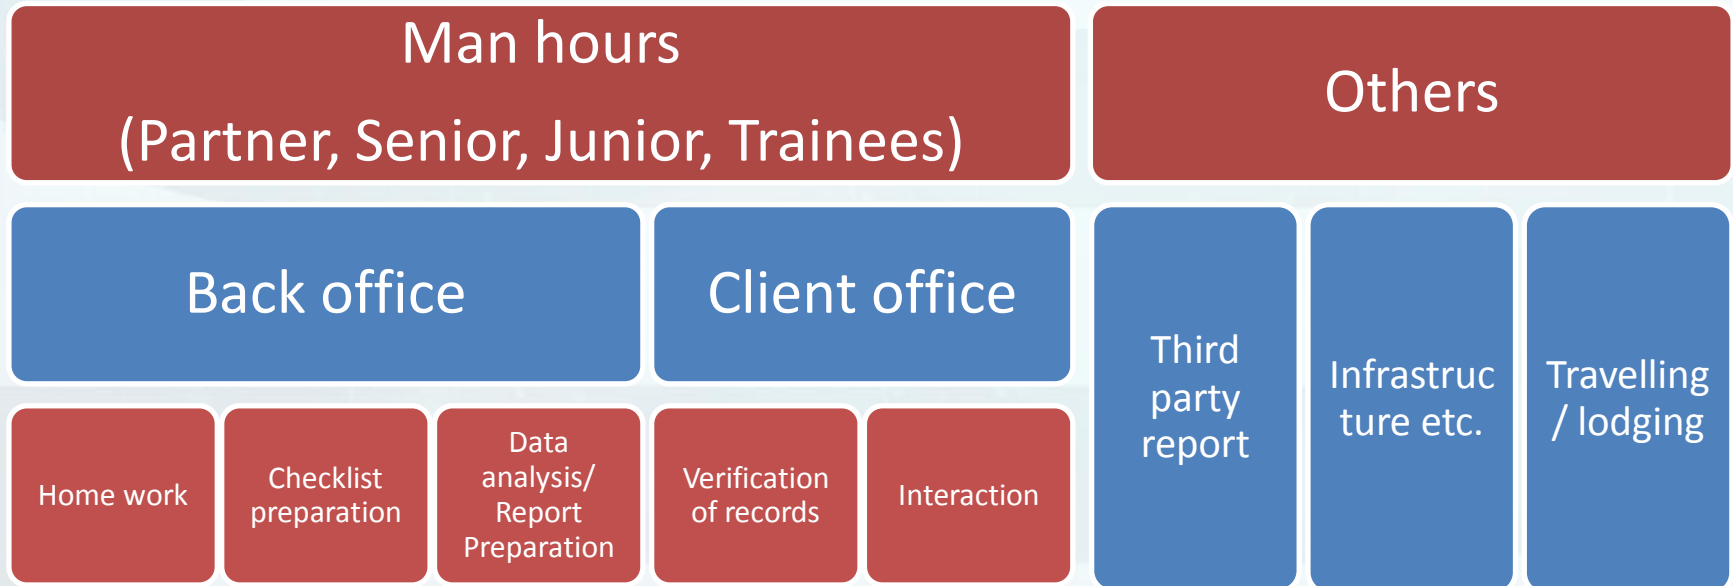 Man hours
(Partner, Senior, Junior, Trainees)
Others
Back office
Client office
Third
party
report
Infrastruc
ture etc.
Travelling
/ lodging
Home work
Checklist
preparation
Data
analysis/
Report
Preparation
Verification
of records
Interaction